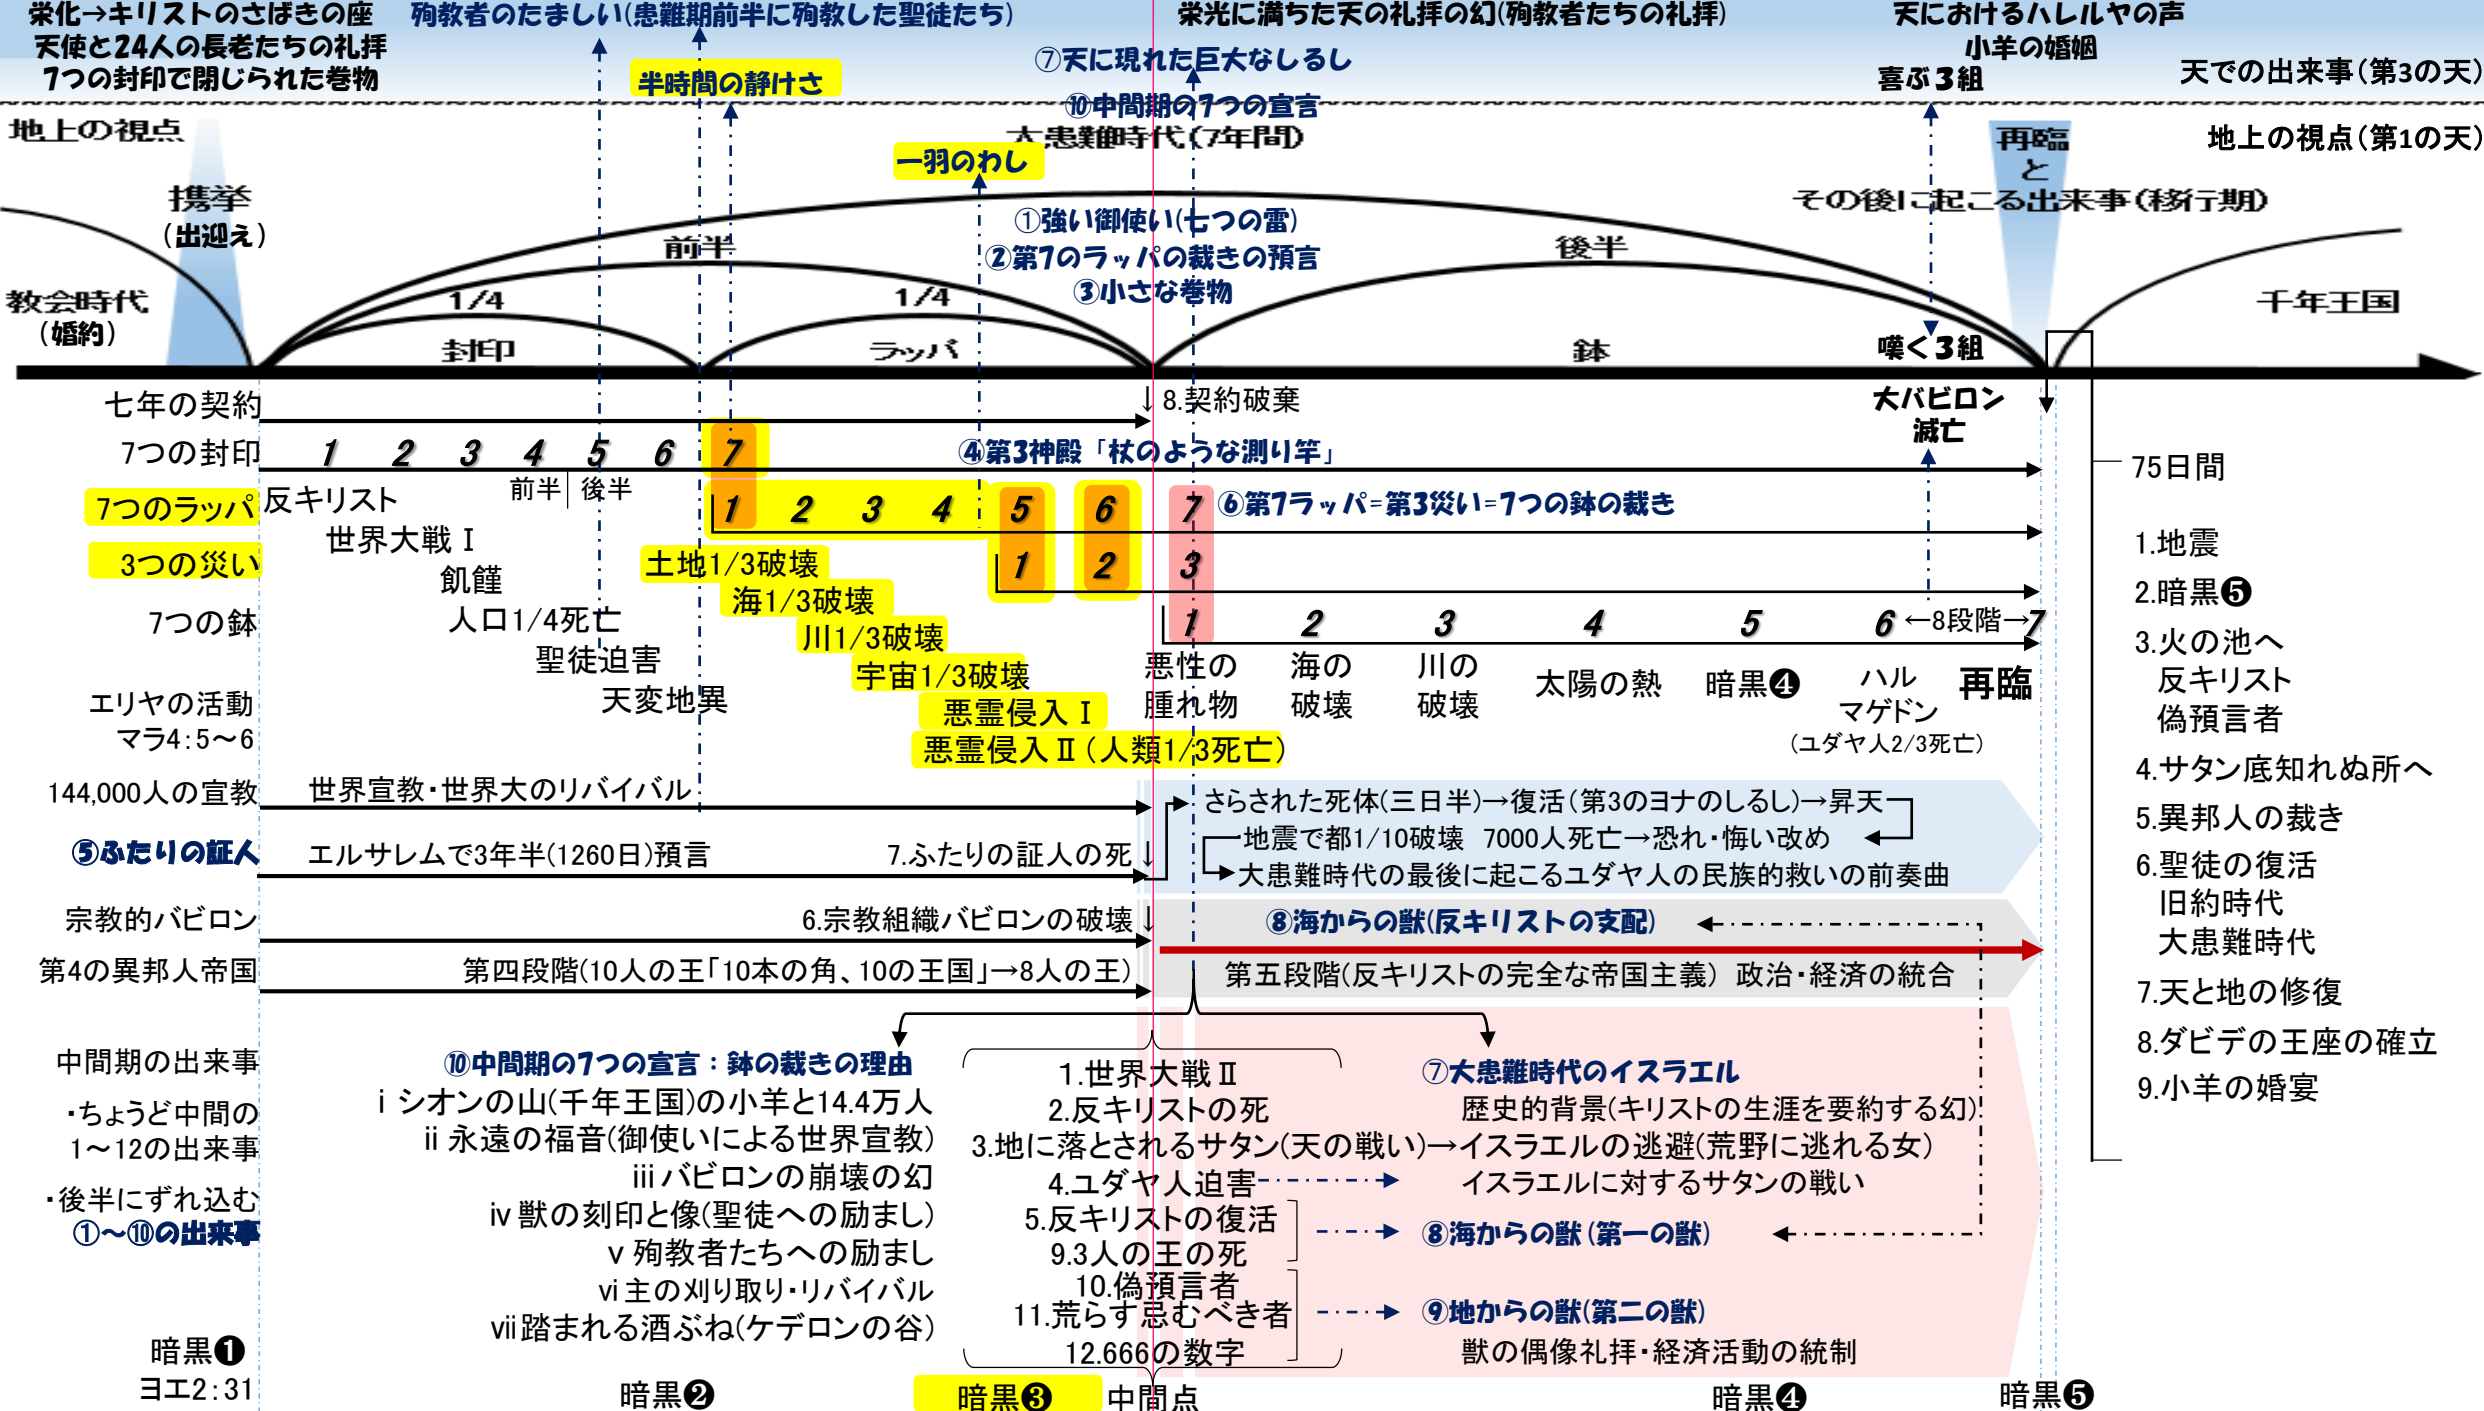 栄化→キリストのさばきの座
天使と24人の長老たちの礼拝
7つの封印で閉じられた巻物
殉教者のたましい(患難期前半に殉教した聖徒たち)
半時間の静けさ
栄光に満ちた天の礼拝の幻(殉教者たちの礼拝)
⑦天に現れた巨大なしるし
⑩中間期の7つの宣言
天におけるハレルヤの声
小羊の婚姻
喜ぶ3組
天での出来事(第3の天)
地上の視点
大患難時代(7年間)
地上の視点(第1の天)
一羽のわし
再臨
と
その後に起こる出来事(移行期)
携挙
(出迎え)
①強い御使い(七つの雷)
②第7のラッパの裁きの預言
③小さな巻物
前半
後半
教会時代
(婚約)
1/4
1/4
千年王国
封印
ラッパ
鉢
嘆く3組
七年の契約
↓8.契約破棄
大バビロン
滅亡
7つの封印
1 2 3 4 5 6 7
④第3神殿「杖のような測り竿」
前半 後半
75日間
7つのラッパ
1 2 3 4 5 6 7
⑥第7ラッパ=第3災い=7つの鉢の裁き
反キリスト
世界大戦Ⅰ
飢饉
人口1/4死亡
聖徒迫害
天変地異
3つの災い
1 2 3
土地1/3破壊
海1/3破壊
川1/3破壊
宇宙1/3破壊
悪霊侵入Ⅰ
悪霊侵入Ⅱ(人類1/3死亡)
7つの鉢
1 2 3 4 5 6 ←8段階→7
悪性の
腫れ物
海の
破壊
川の
破壊
太陽の熱
暗黒❹
ハル
マゲドン
(ユダヤ人2/3死亡)
再臨
1.地震
2.暗黒❺
3.火の池へ
反キリスト
偽預言者
4.サタン底知れぬ所へ
5.異邦人の裁き
6.聖徒の復活
旧約時代
大患難時代
7.天と地の修復
8.ダビデの王座の確立
9.小羊の婚宴
エリヤの活動
マラ4:5～6
144,000人の宣教
世界宣教・世界大のリバイバル
さらされた死体(三日半)→復活(第3のヨナのしるし)→昇天
地震で都1/10破壊 7000人死亡→恐れ・悔い改め
大患難時代の最後に起こるユダヤ人の民族的救いの前奏曲
⑤ふたりの証人
エルサレムで3年半(1260日)預言
7.ふたりの証人の死↓
宗教的バビロン
6.宗教組織バビロンの破壊↓
⑧海からの獣(反キリストの支配)
第4の異邦人帝国
第四段階(10人の王「10本の角、10の王国」→8人の王)
第五段階(反キリストの完全な帝国主義) 政治・経済の統合
中間期の出来事
・ちょうど中間の
1～12の出来事
・後半にずれ込む
①～⑩の出来事
⑩中間期の7つの宣言：鉢の裁きの理由
ⅰ シオンの山(千年王国)の小羊と14.4万人
ⅱ 永遠の福音(御使いによる世界宣教)
ⅲ バビロンの崩壊の幻
ⅳ 獣の刻印と像(聖徒への励まし)
ⅴ 殉教者たちへの励まし
ⅵ 主の刈り取り・リバイバル
ⅶ 踏まれる酒ぶね(ケデロンの谷)
1.世界大戦Ⅱ
2.反キリストの死
3.地に落とされるサタン(天の戦い)→イスラエルの逃避(荒野に逃れる女)
4.ユダヤ人迫害
5.反キリストの復活
9.3人の王の死
10.偽預言者
11.荒らす忌むべき者
12.666の数字
⑦大患難時代のイスラエル
歴史的背景(キリストの生涯を要約する幻)
イスラエルに対するサタンの戦い
⑧海からの獣(第一の獣)
⑨地からの獣(第二の獣)
獣の偶像礼拝・経済活動の統制
暗黒❶
ヨエ2:31
暗黒❷
暗黒❸
中間点
暗黒❹
暗黒❺